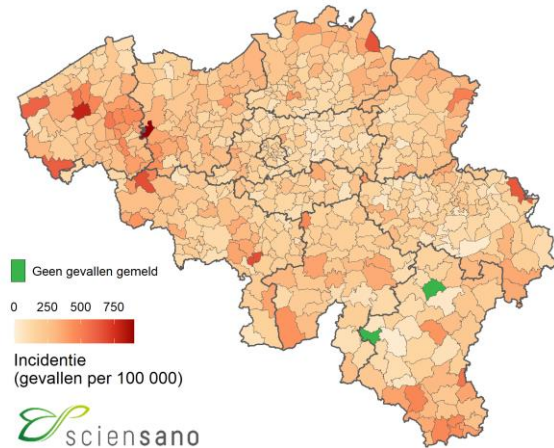 Geen gevallen gemeld
0 250 500 750
Incidentie
(gevallen per 100 000)
sciensano